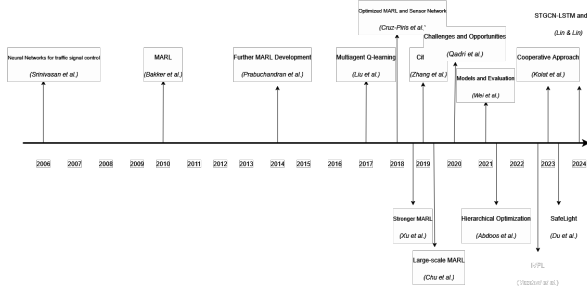 Optimized MARL and Sensor Network
(Cruz-Piris et al.
STGCN-LSTM and
(Lin & Lin)
Challenges and Opportunities
(Qadri et al.)
Neural Networks for traffic signal control
(Srinivasan et al.)
MARL
(Bakker et al.)
Further MARL Development
(Prabuchandran et al.)
Multiagent Q-learning
(Liu et al.)
(Zhang et al.)
Models and Evaluation
(Wei et al.)
Cooperative Approach
(Kolat et al.)
2006 2007 2008 2009 2010 2011 2012 2013 2014 2015 2016 2017 2018 2019 2020 2021 2022 2023 2024
Stronger MARL
(Xu et al.)
Large-scale MARL
(Chu et al.)
Hierarchical Optimization
(Abdoos et al.)
SafeLight
(Du et al.)